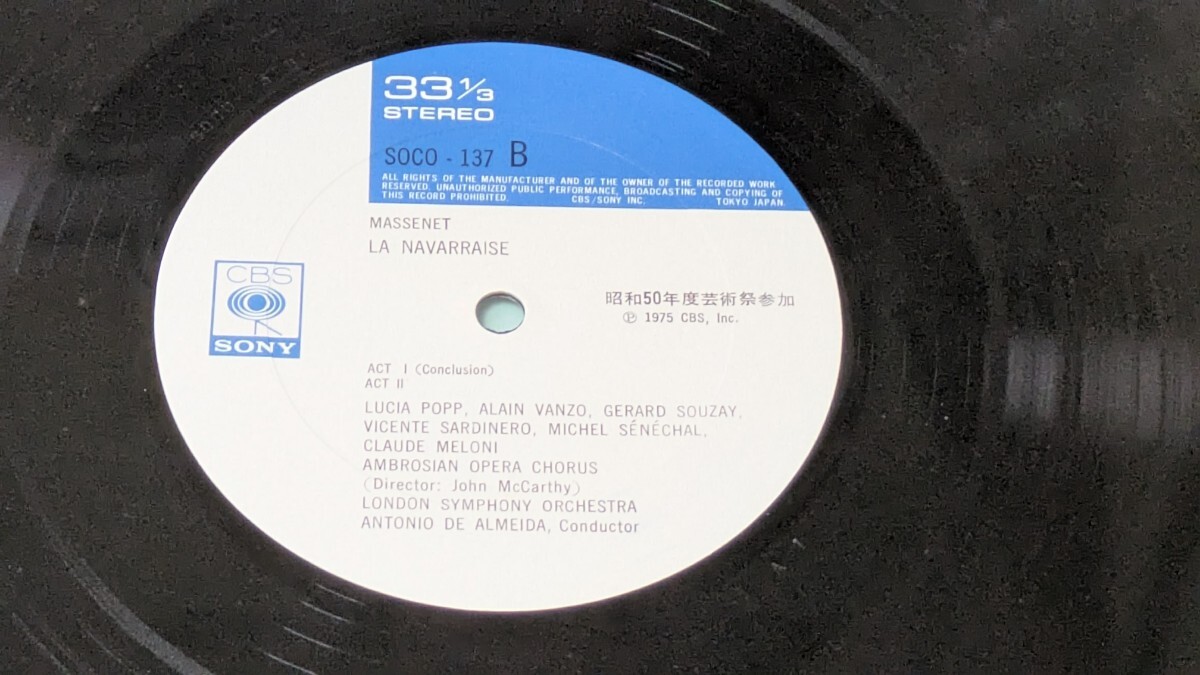 33 1/3
STEREO
SOCO - 137 B
ALL RIGHTS OF THE MANUFACTURER AND OF THE OWNER OF THE RECORDED WORK
RESERVED. UNAUTHORIZED PUBLIC PERFORMANCE, BROADCASTING AND COPYING OF
THIS RECORD PROHIBITED. CBS/SONY INC. TOKYO JAPAN.
MASSENET
LA NAVARRAISE
CBS
SONY
昭和50年度芸術祭参加
Ⓟ 1975 CBS, Inc.
ACT I (Conclusion)
ACT II
LUCIA POPP, ALAIN VANZO, GERARD SOUZAY,
VICENTE SARDINERO, MICHEL SÉNÉCHAL,
CLAUDE MELONI
AMBROSIAN OPERA CHORUS
(Director: John McCarthy)
LONDON SYMPHONY ORCHESTRA
ANTONIO DE ALMEIDA, Conductor